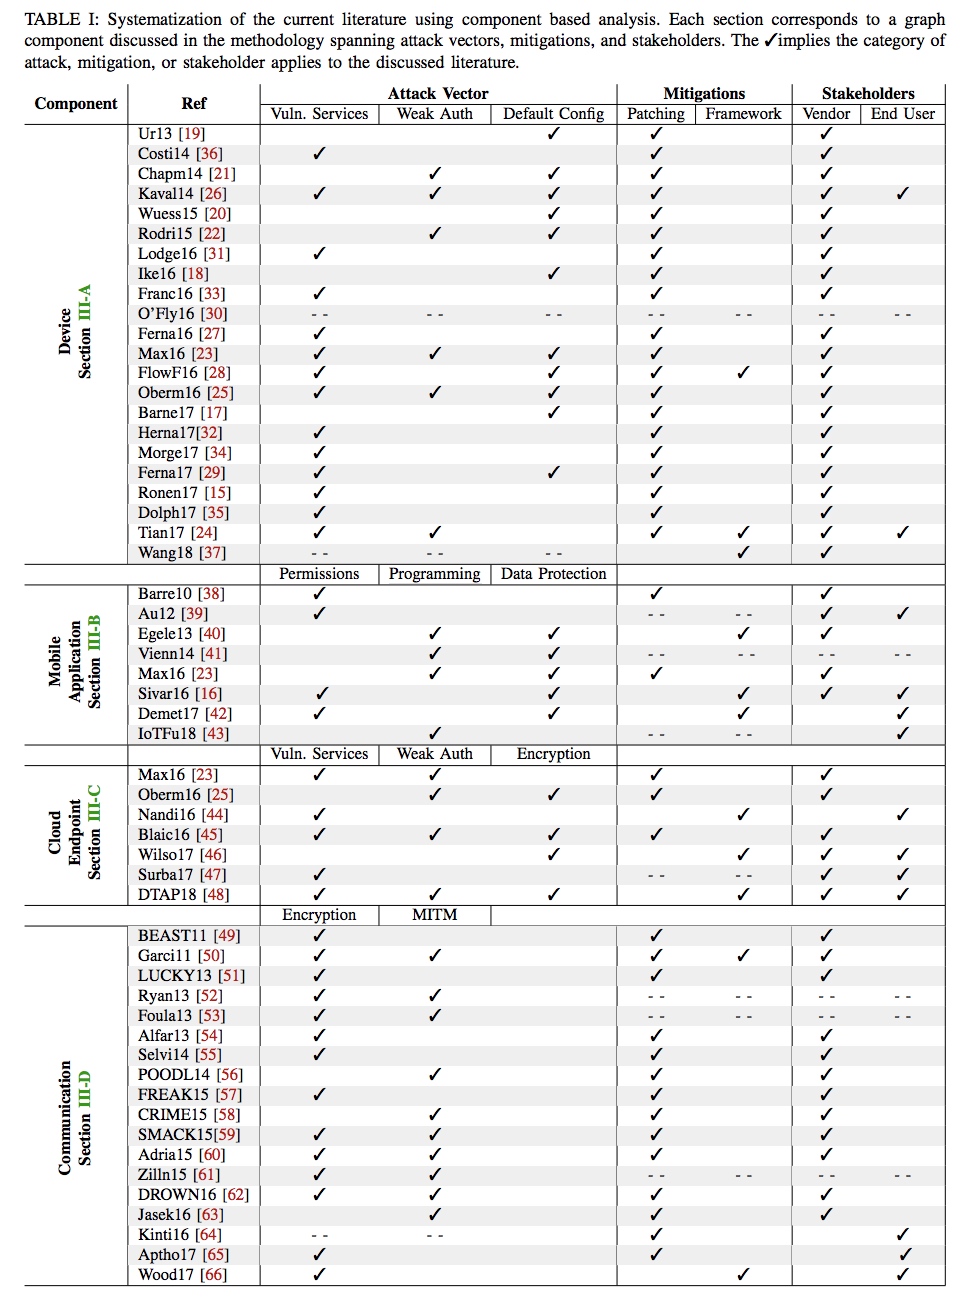 TABLE I: Systematization of the current literature using component based analysis. Each section corresponds to a graph
component discussed in the methodology spanning attack vectors, mitigations, and stakeholders. The ✓implies the category of
attack, mitigation, or stakeholder applies to the discussed literature.
Component Ref Attack Vector Mitigations Stakeholders
Vuln. Services Weak Auth Default Config Patching Framework Vendor End User
Device
Section III-A
Ur13 [19] ✓ ✓ ✓
Costi14 [36] ✓ ✓ ✓
Chapm14 [21] ✓ ✓ ✓ ✓
Kaval14 [26] ✓ ✓ ✓ ✓ ✓ ✓
Wuess15 [20] ✓ ✓ ✓
Rodri15 [22] ✓ ✓ ✓ ✓
Lodge16 [31] ✓ ✓ ✓
Ike16 [18] ✓ ✓ ✓
Franc16 [33] ✓ ✓ ✓
O'Fly16 [30] - - - - - - - - - - - - - -
Ferna16 [27] ✓ ✓ ✓
Max16 [23] ✓ ✓ ✓ ✓ ✓
FlowF16 [28] ✓ ✓ ✓ ✓ ✓
Oberm16 [25] ✓ ✓ ✓ ✓ ✓
Barne17 [17] ✓ ✓ ✓
Herna17[32] ✓ ✓ ✓
Morge17 [34] ✓ ✓ ✓
Ferna17 [29] ✓ ✓ ✓ ✓
Ronen17 [15] ✓ ✓ ✓
Dolph17 [35] ✓ ✓ ✓
Tian17 [24] ✓ ✓ ✓ ✓ ✓ ✓
Wang18 [37] - - - - - - ✓ ✓
Permissions Programming Data Protection
Mobile
Application
Section III-B
Barre10 [38] ✓ ✓ ✓
Au12 [39] ✓ - - - - ✓ ✓
Egele13 [40] ✓ ✓ ✓ ✓
Vienn14 [41] ✓ ✓ - - - - - - - -
Max16 [23] ✓ ✓ ✓ ✓
Sivar16 [16] ✓ ✓ ✓ ✓ ✓
Demet17 [42] ✓ ✓ ✓ ✓
IoTFu18 [43] ✓ - - - - ✓
Vuln. Services Weak Auth Encryption
Cloud
Endpoint
Section III-C
Max16 [23] ✓ ✓ ✓ ✓
Oberm16 [25] ✓ ✓ ✓ ✓
Nandi16 [44] ✓ ✓ ✓
Blaic16 [45] ✓ ✓ ✓ ✓ ✓
Wilso17 [46] ✓ ✓ ✓ ✓
Surba17 [47] ✓ - - - - ✓ ✓
DTAP18 [48] ✓ ✓ ✓ ✓ ✓ ✓
Encryption MITM
Communication
Section III-D
BEAST11 [49] ✓ ✓ ✓
Garci11 [50] ✓ ✓ ✓ ✓ ✓
LUCKY13 [51] ✓ ✓ ✓
Ryan13 [52] ✓ ✓ - - - - - - - -
Foula13 [53] ✓ ✓ - - - - - - - -
Alfar13 [54] ✓ ✓ ✓
Selvi14 [55] ✓ ✓ ✓
POODL14 [56] ✓ ✓ ✓
FREAK15 [57] ✓ ✓ ✓
CRIME15 [58] ✓ ✓ ✓
SMACK15[59] ✓ ✓ ✓ ✓
Adria15 [60] ✓ ✓ ✓ ✓
Zilln15 [61] ✓ ✓ - - - - - - - -
DROWN16 [62] ✓ ✓ ✓ ✓
Jasek16 [63] ✓ ✓ ✓
Kinti16 [64] - - - - ✓ ✓
Aptho17 [65] ✓ ✓ ✓
Wood17 [66] ✓ ✓ ✓